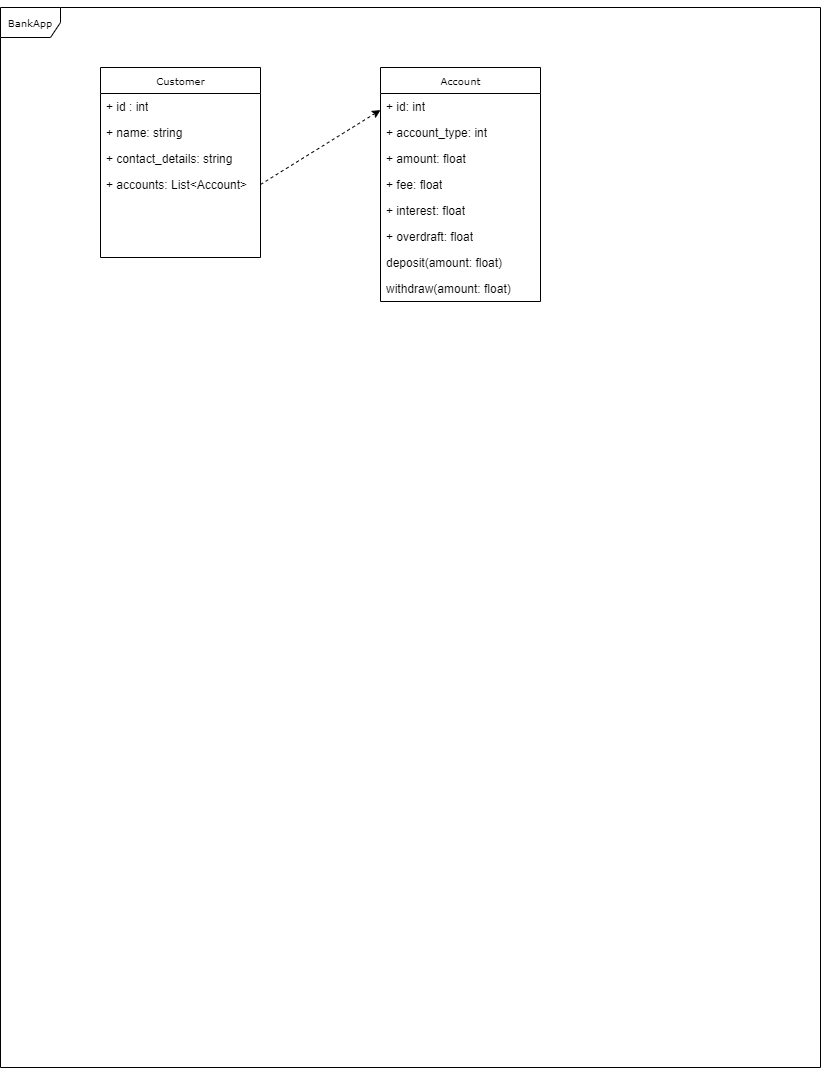 BankApp
Customer
+ id : int
+ name: string
+ contact_details: string
+ accounts: List<Account>
Account
+ id: int
+ account_type: int
+ amount: float
+ fee: float
+ interest: float
+ overdraft: float
deposit(amount: float)
withdraw(amount: float)